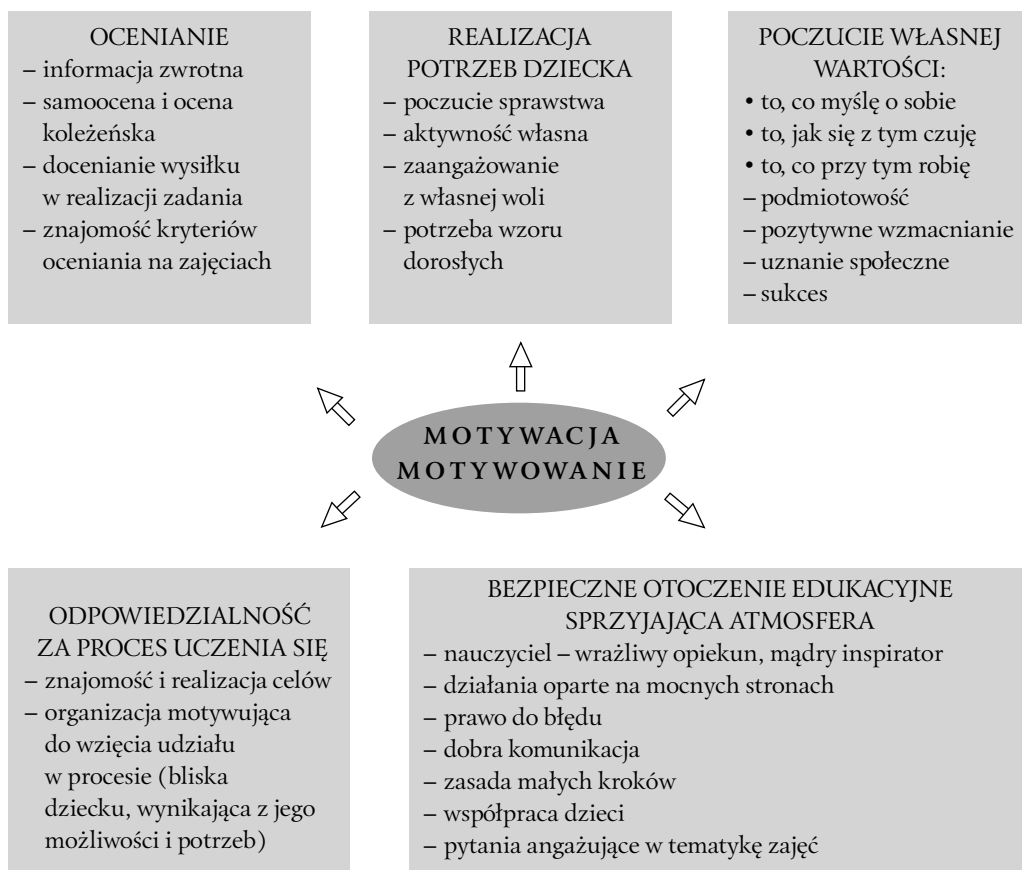 OCENIANIE
– informacja zwrotna
– samoocena i ocena
koleżeńska
– docenianie wysiłku
w realizacji zadania
– znajomość kryteriów
oceniania na zajęciach
REALIZACJA
POTRZEB DZIECKA
– poczucie sprawstwa
– aktywność własna
– zaangażowanie
z własnej woli
– potrzeba wzoru
dorosłych
POCZUCIE WŁASNEJ
WARTOŚCI:
• to, co myślę o sobie
• to, jak się z tym czuję
• to, co przy tym robię
– podmiotowość
– pozytywne wzmacnianie
– uznanie społeczne
– sukces
MOTYWACJA
MOTYWOWANIE
ODPOWIEDZIALNOŚĆ
ZA PROCES UCZENIA SIĘ
– znajomość i realizacja celów
– organizacja motywująca
do wzięcia udziału
w procesie (bliska
dziecku, wynikająca z jego
możliwości i potrzeb)
BEZPIECZNE OTOCZENIE EDUKACYJNE
SPRZYJAJĄCA ATMOSFERA
– nauczyciel – wrażliwy opiekun, mądry inspirator
– działania oparte na mocnych stronach
– prawo do błędu
– dobra komunikacja
– zasada małych kroków
– współpraca dzieci
– pytania angażujące w tematykę zajęć